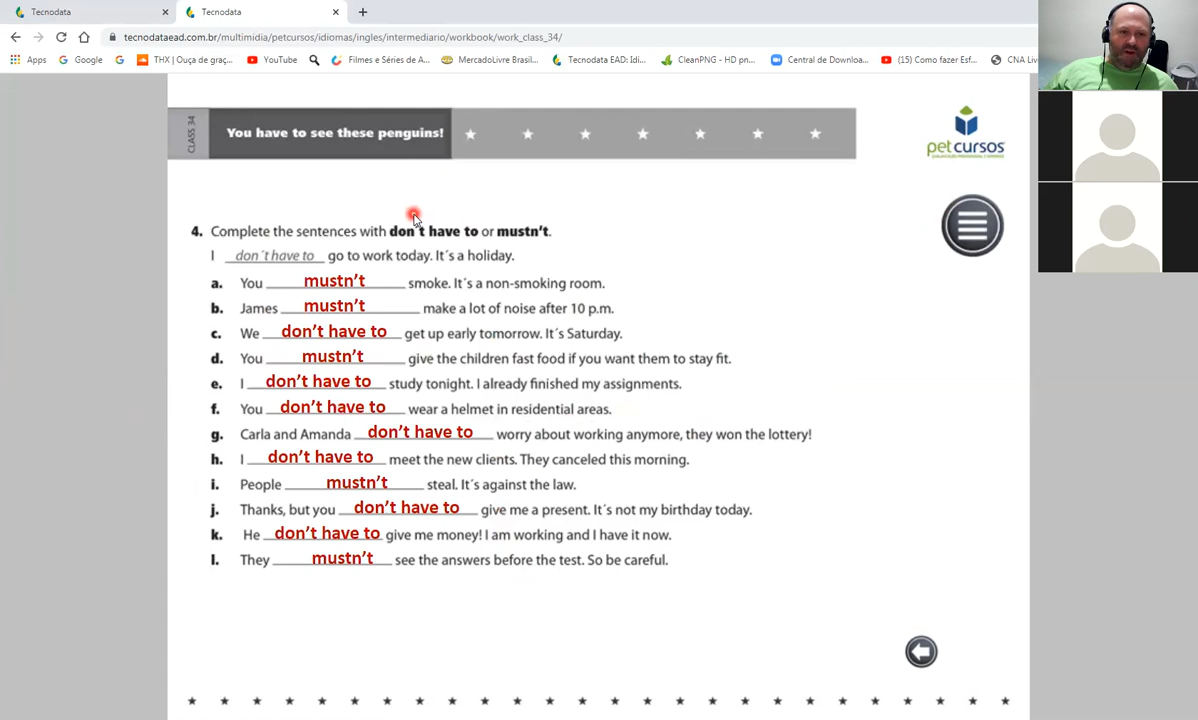 Tecnodata
Tecnodata
tecnodataead.com.br/multimidia/petcursos/idiomas/ingles/intermediario/workbook/work_class_34/
Apps Google THX | Ouça de graç... YouTube Filmes e Séries de A... MercadoLivre Brasil... Tecnodata EAD: Idi... CleanPNG - HD pn... Central de Downloa... (15) Como fazer Esf... CNA Liv
CLASS 34
You have to see these penguins!
petcursos
4. Complete the sentences with don't have to or mustn't.
I don´t have to go to work today. It´s a holiday.
a. You mustn't smoke. It´s a non-smoking room.
b. James mustn't make a lot of noise after 10 p.m.
c. We don't have to get up early tomorrow. It´s Saturday.
d. You mustn't give the children fast food if you want them to stay fit.
e. I don't have to study tonight. I already finished my assignments.
f. You don't have to wear a helmet in residential areas.
g. Carla and Amanda don't have to worry about working anymore, they won the lottery!
h. I don't have to meet the new clients. They canceled this morning.
i. People mustn't steal. It´s against the law.
j. Thanks, but you don't have to give me a present. It´s not my birthday today.
k. He don't have to give me money! I am working and I have it now.
l. They mustn't see the answers before the test. So be careful.